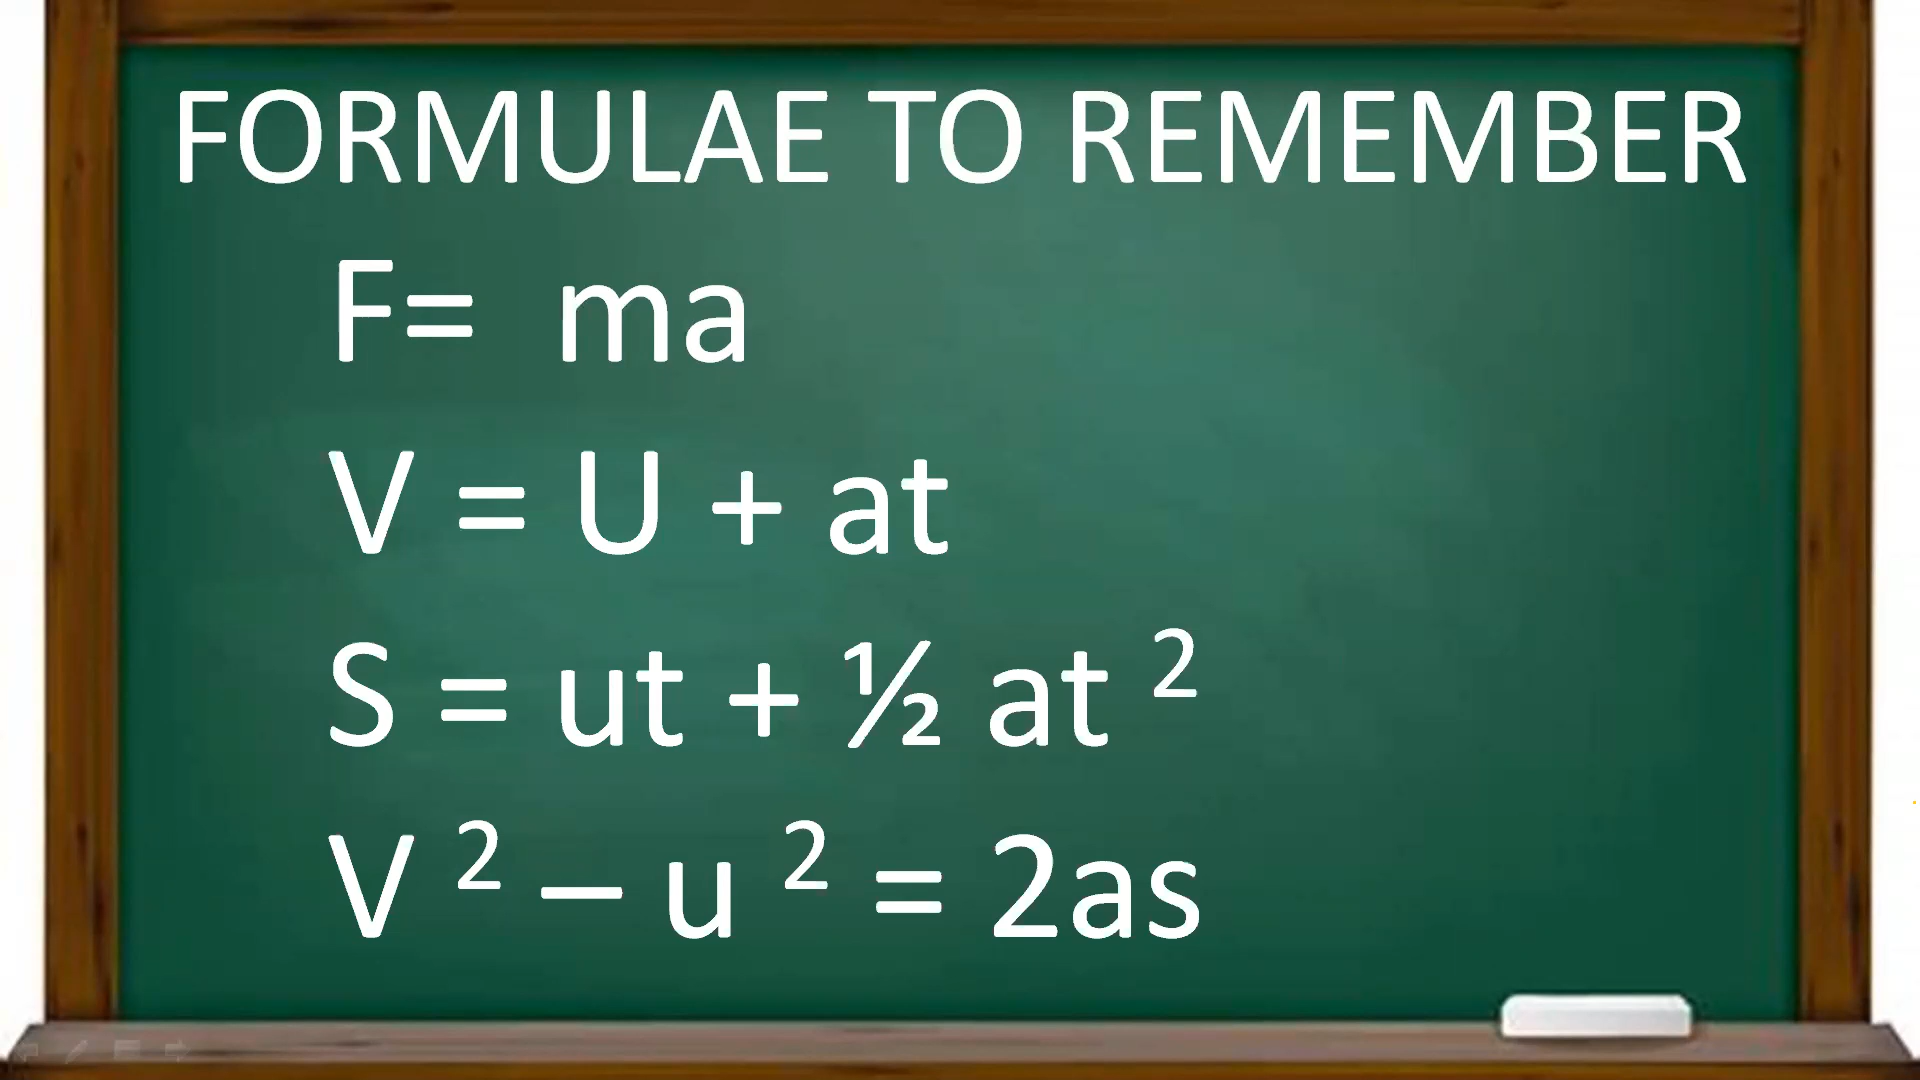 FORMULAE TO REMEMBER
F=  ma
V = U + at
S = ut + ½ at ²
V ² – u ² = 2as